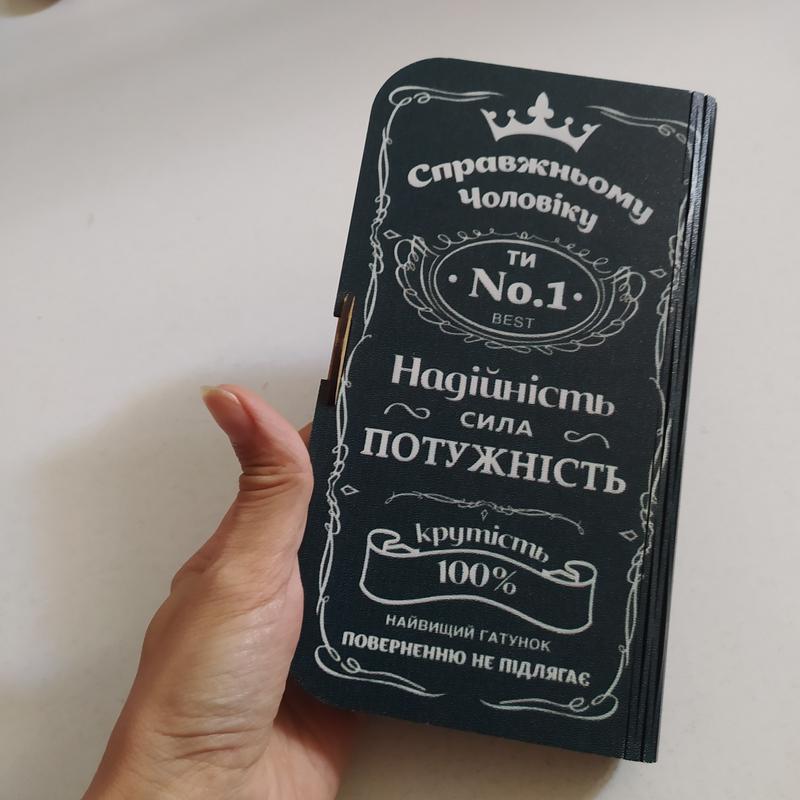 Справжньому
Чоловіку
ТИ
No.1
BEST
Надійність
СИЛА
ПОТУЖНІСТЬ
крутість
100%
НАЙВИЩИЙ ГАТУНОК
ПОВЕРНЕННЮ НЕ ПІДЛЯГАЄ